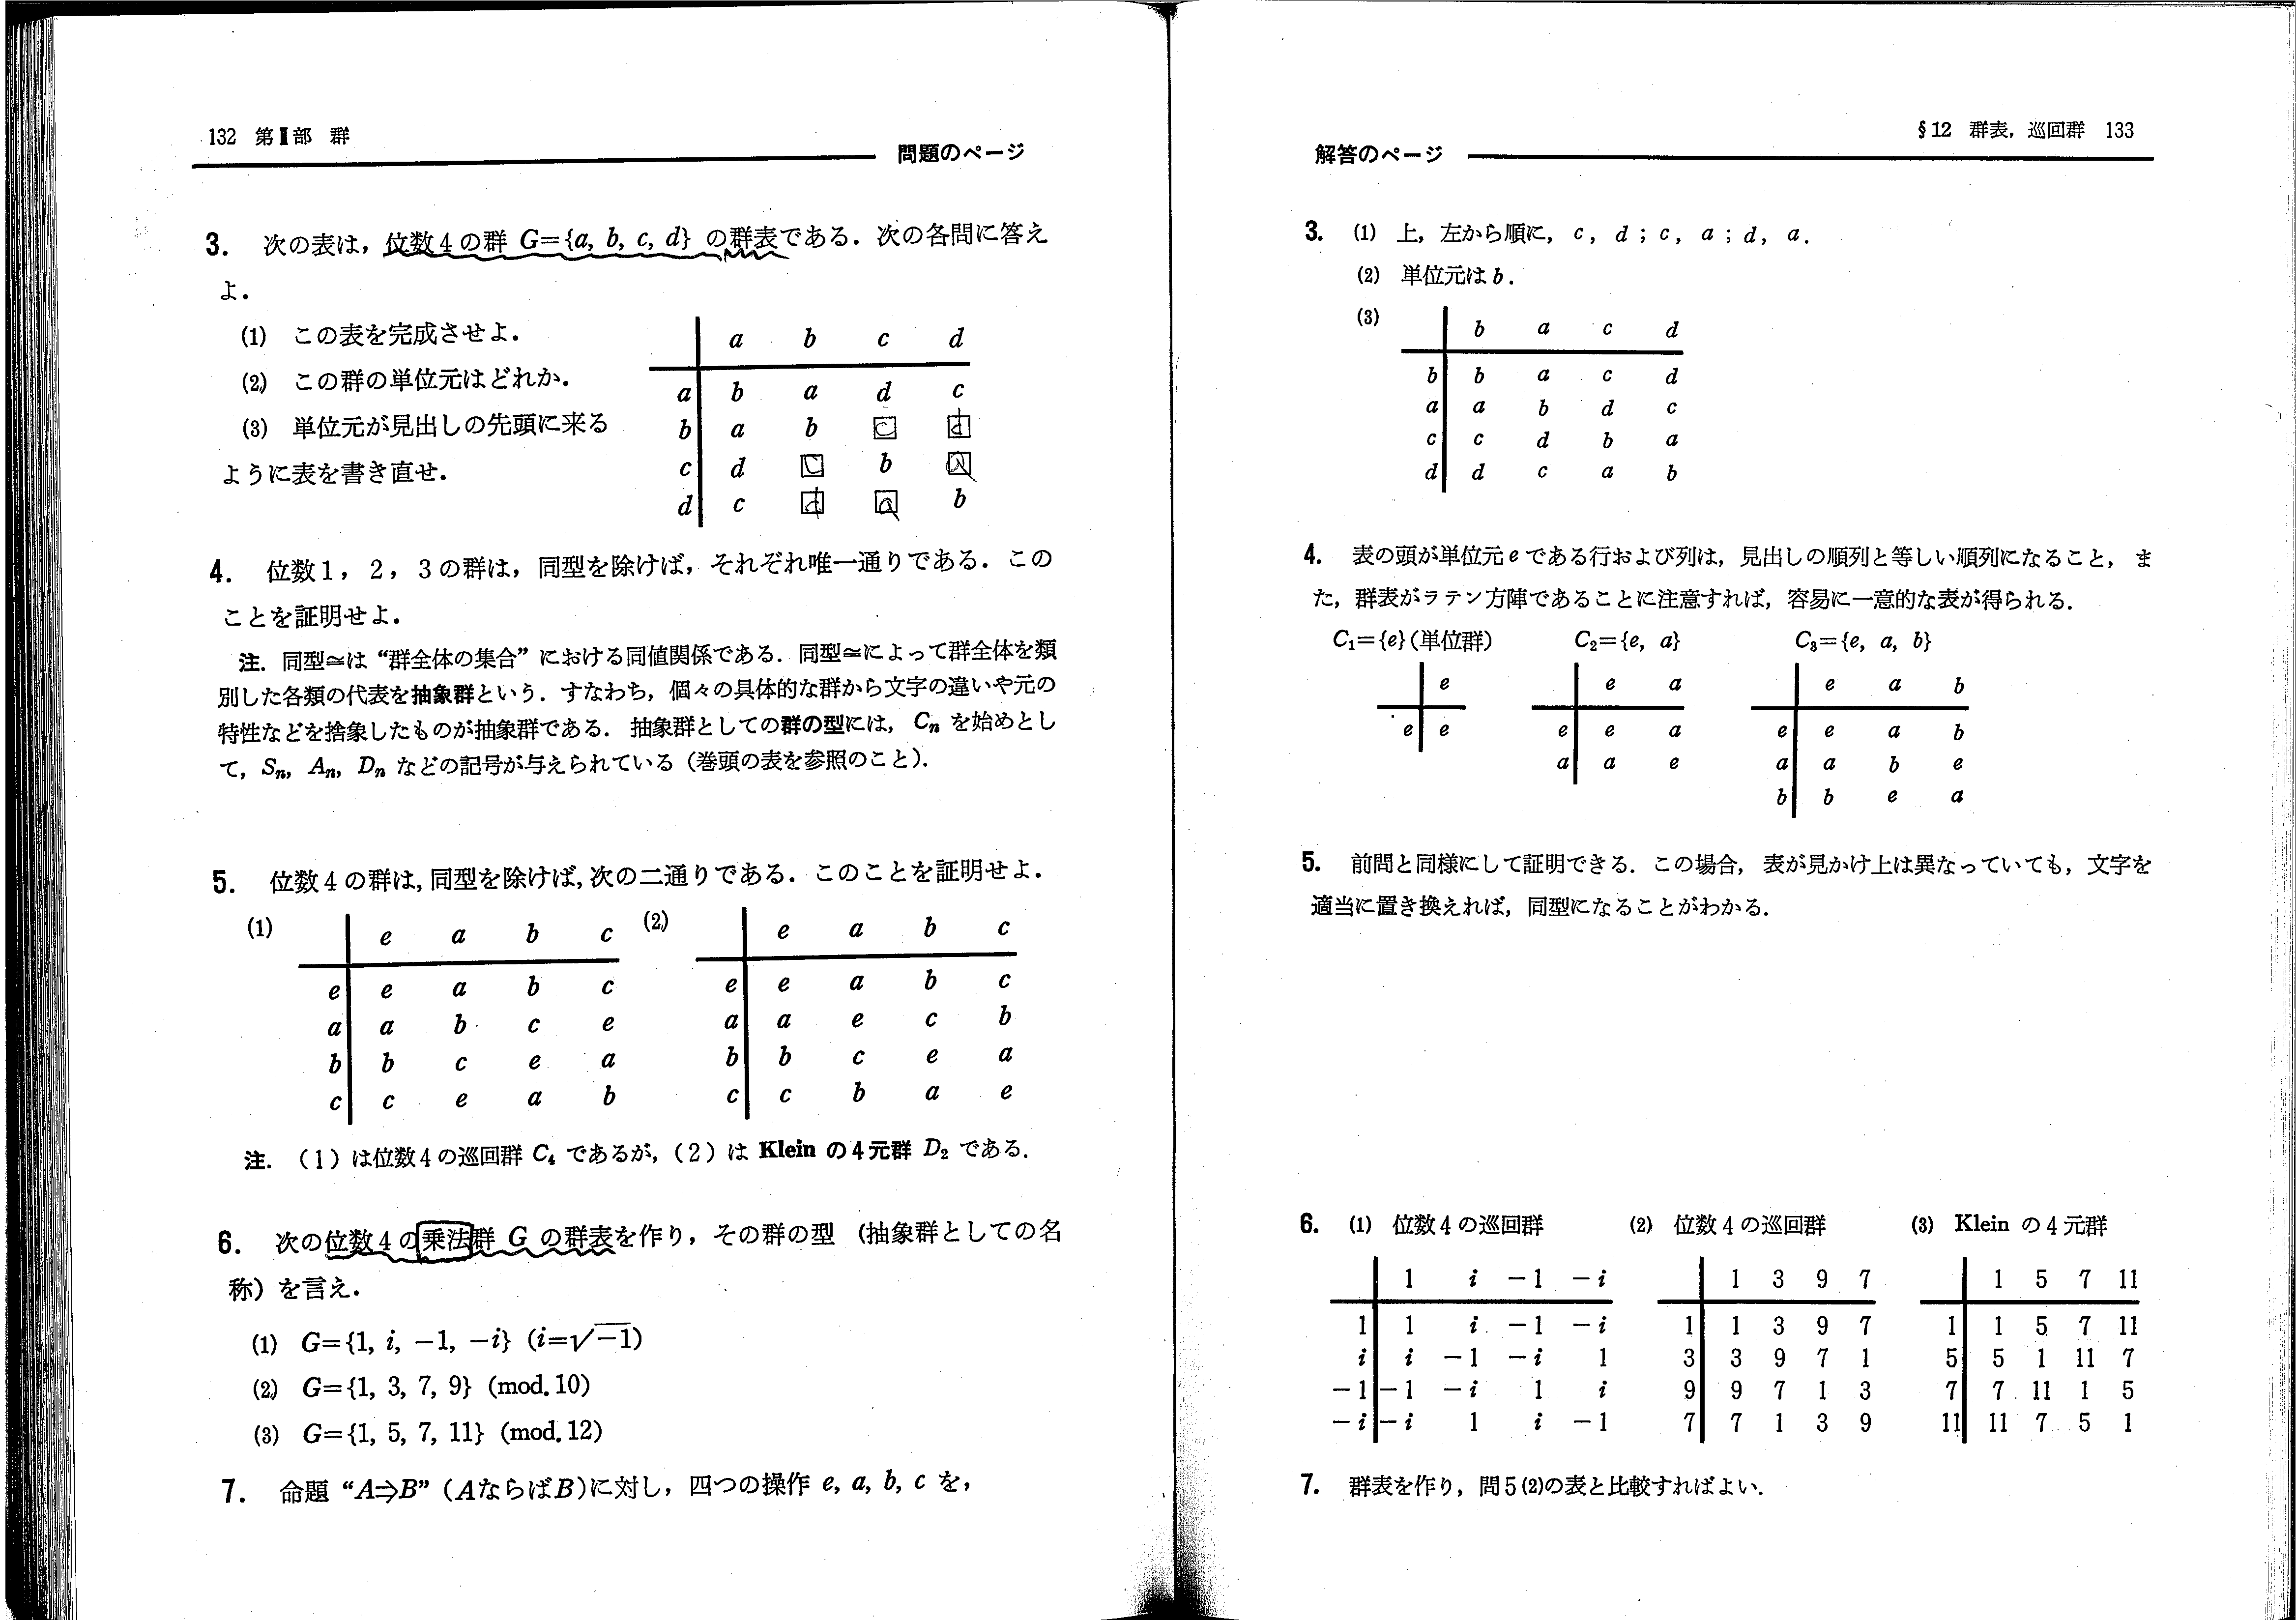 132 第Ⅱ部 群
問題のページ
3. 次の表は，位数4の群 G={a, b, c, d} の群表である．次の各問に答え
よ．
(1) この表を完成させよ．
(2) この群の単位元はどれか．
(3) 単位元が見出しの先頭に来る
ように表を書き直せ．
a b c d
a b a d c
b a b c d
c d c b a
d c d a b
4. 位数1，2，3の群は，同型を除けば，それぞれ唯一通りである．この
ことを証明せよ．
注．同型≃は“群全体の集合”における同値関係である．同型≃によって群全体を類
別した各類の代表を抽象群という．すなわち，個々の具体的な群から文字の違いや元の
特性などを捨象したものが抽象群である．抽象群としての群の型には，Cn を始めとし
て，Sn, An, Dn などの記号が与えられている（巻頭の表を参照のこと）．
5. 位数4の群は,同型を除けば,次の二通りである．このことを証明せよ．
(1)
e a b c
e e a b c
a a b c e
b b c e a
c c e a b
(2)
e a b c
e e a b c
a a e c b
b b c e a
c c b a e
注．（1）は位数4の巡回群 C4 であるが，（2）は Klein の4元群 D2 である．
6. 次の位数4の乗法群 G の群表を作り，その群の型 （抽象群としての名
称）を言え．
(1) G={1, i, −1, −i} (i=√−1)
(2) G={1, 3, 7, 9} (mod. 10)
(3) G={1, 5, 7, 11} (mod. 12)
7. 命題 “A⇒B”（AならばB）に対し，四つの操作 e, a, b, c を，
§12 群表，巡回群 133
解答のページ
3. (1) 上，左から順に，c, d ; c, a ; d, a．
(2) 単位元は b．
(3)
b a c d
b b a c d
a a b d c
c c d b a
d d c a b
4. 表の頭が単位元 e である行および列は，見出しの順列と等しい順列になること，ま
た，群表がラテン方陣であることに注意すれば，容易に一意的な表が得られる．
C1={e}（単位群） C2={e, a} C3={e, a, b}
e
e e
e a
e e a
a a e
e a b
e e a b
a a b e
b b e a
5. 前問と同様にして証明できる．この場合，表が見かけ上は異なっていても，文字を
適当に置き換えれば，同型になることがわかる．
6. (1) 位数4の巡回群 (2) 位数4の巡回群 (3) Klein の4元群
1 i −1 −i
1 1 i −1 −i
i i −1 −i 1
−1 −1 −i 1 i
−i −i 1 i −1
1 3 9 7
1 1 3 9 7
3 3 9 7 1
9 9 7 1 3
7 7 1 3 9
1 5 7 11
1 1 5 7 11
5 5 1 11 7
7 7 11 1 5
11 11 7 5 1
7. 群表を作り，問5(2)の表と比較すればよい．